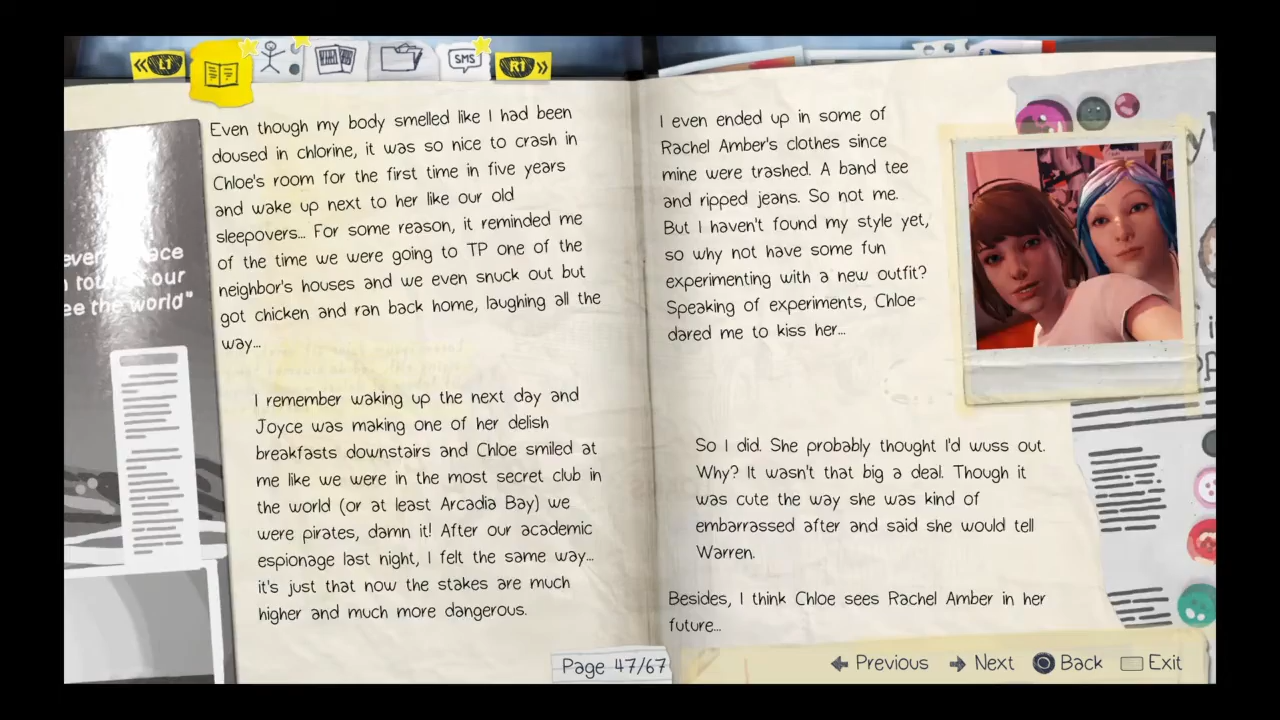 L1
SMS
R1
Even though my body smelled like I had been
doused in chlorine, it was so nice to crash in
Chloe's room for the first time in five years
and wake up next to her like our old
sleepovers... For some reason, it reminded me
of the time we were going to TP one of the
neighbor's houses and we even snuck out but
got chicken and ran back home, laughing all the
way...
I remember waking up the next day and
Joyce was making one of her delish
breakfasts downstairs and Chloe smiled at
me like we were in the most secret club in
the world (or at least Arcadia Bay) we
were pirates, damn it! After our academic
espionage last night, I felt the same way...
it's just that now the stakes are much
higher and much more dangerous.
I even ended up in some of
Rachel Amber's clothes since
mine were trashed. A band tee
and ripped jeans. So not me.
But I haven't found my style yet,
so why not have some fun
experimenting with a new outfit?
Speaking of experiments, Chloe
dared me to kiss her...
So I did. She probably thought I'd wuss out.
Why? It wasn't that big a deal. Though it
was cute the way she was kind of
embarrassed after and said she would tell
Warren.
Besides, I think Chloe sees Rachel Amber in her
future...
our
the world"
Page 47/67
Previous
Next
Back
Exit